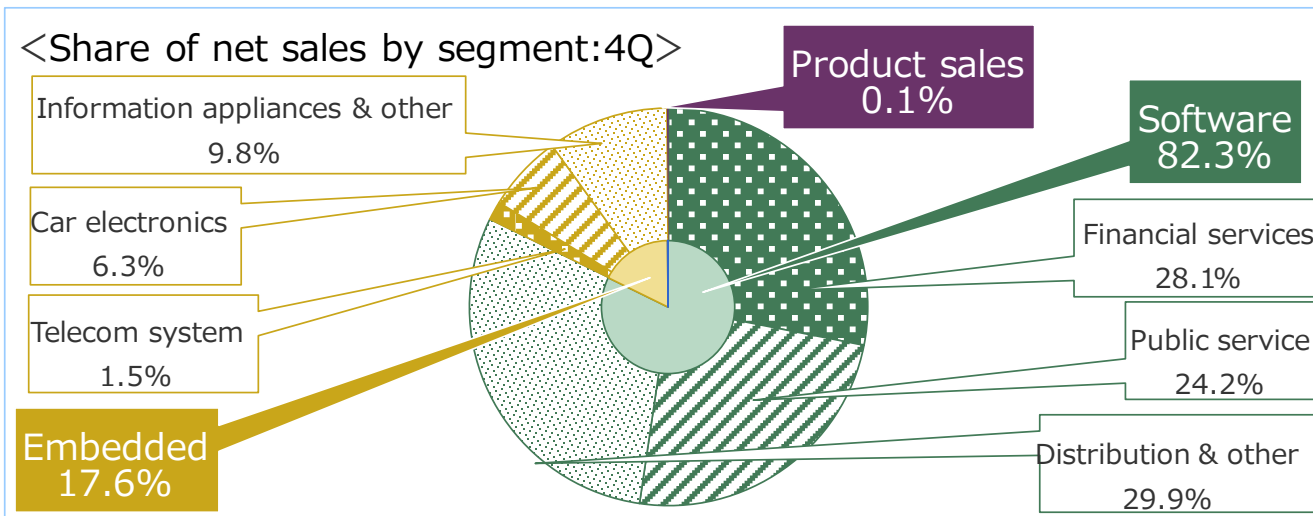 <Share of net sales by segment:4Q>
Product sales
0.1%
Software
82.3%
Financial services
28.1%
Public service
24.2%
Distribution & other
29.9%
Information appliances & other
9.8%
Car electronics
6.3%
Telecom system
1.5%
Embedded
17.6%